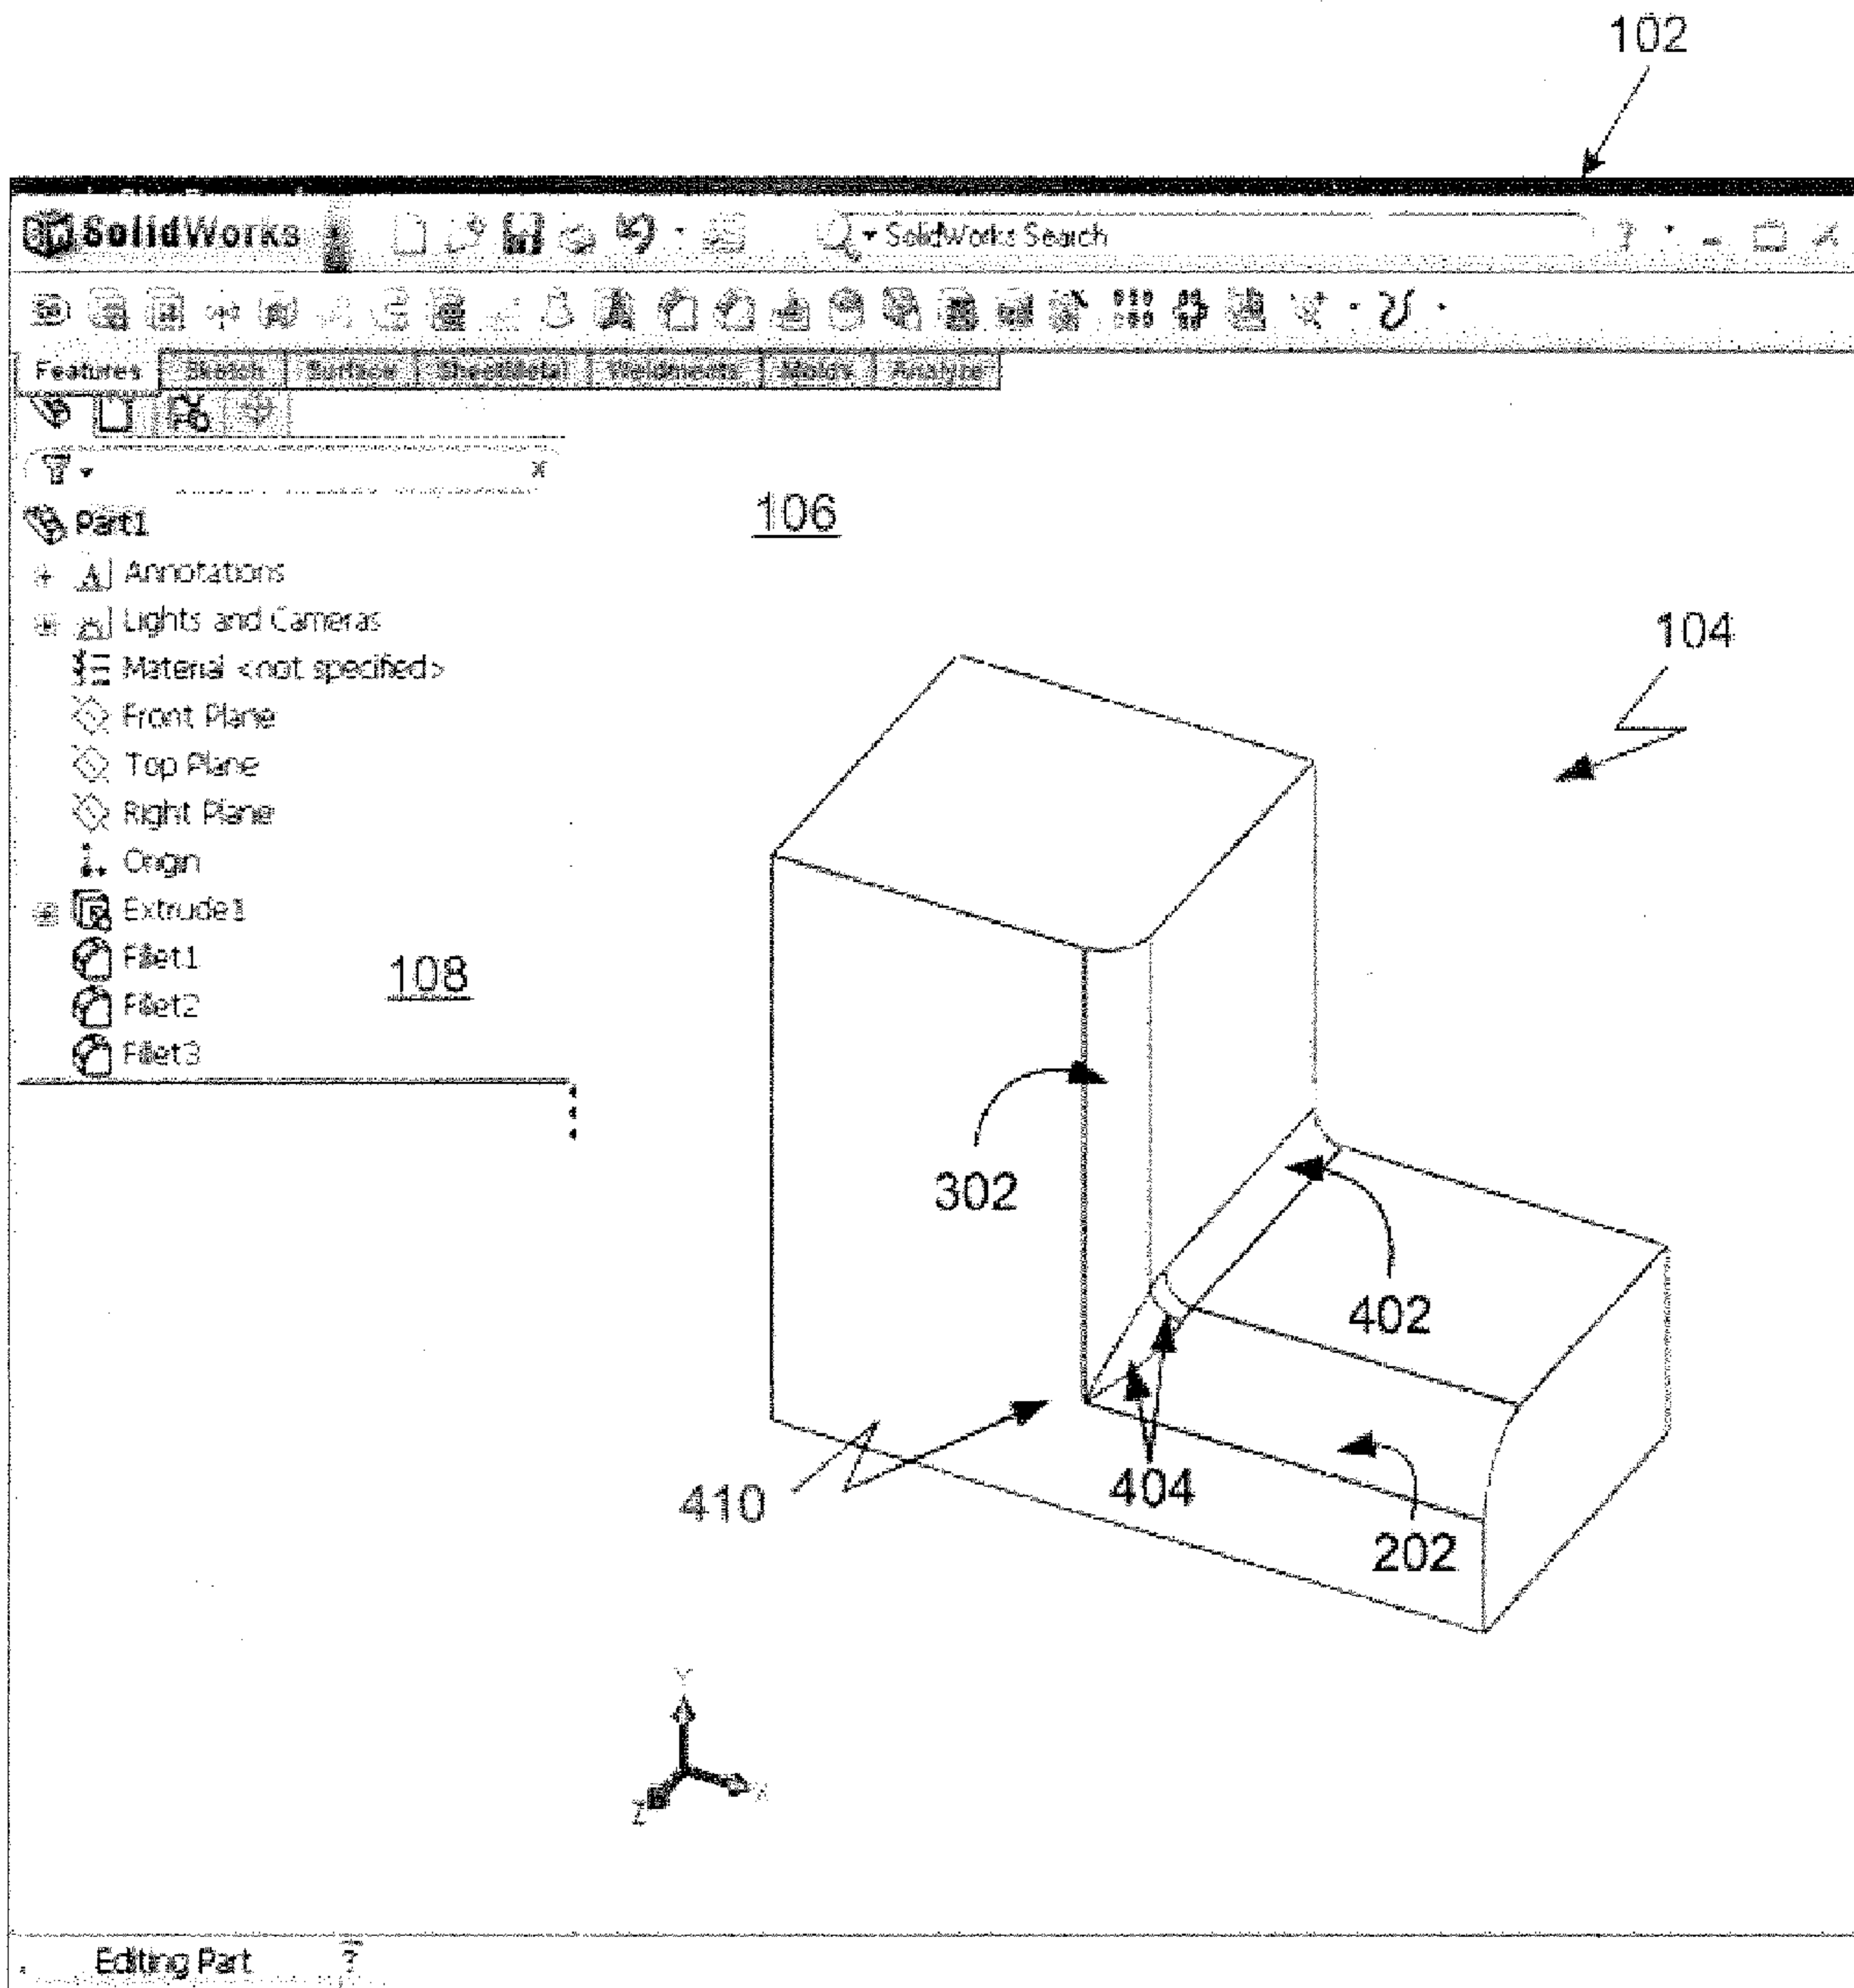 102
SolidWorks
SolidWorks Search
?
Features Sketch Surface SheetMetal Weldments Molds Analyze
Part1
106
Annotations
Lights and Cameras
104
Material <not specified>
Front Plane
Top Plane
Right Plane
Origin
Extrude1
Fillet1
108
Fillet2
Fillet3
302
402
404
410
202
Y
X
Z
Editing Part ?